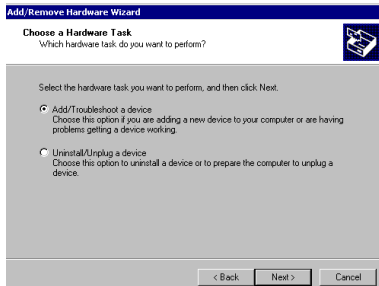 Add/Remove Hardware Wizard
Choose a Hardware Task
Which hardware task do you want to perform?
Select the hardware task you want to perform, and then click Next.
Add/Troubleshoot a device
Choose this option if you are adding a new device to your computer or are having
problems getting a device working.
Uninstall/Unplug a device
Choose this option to uninstall a device or to prepare the computer to unplug a
device.
< Back
Next >
Cancel